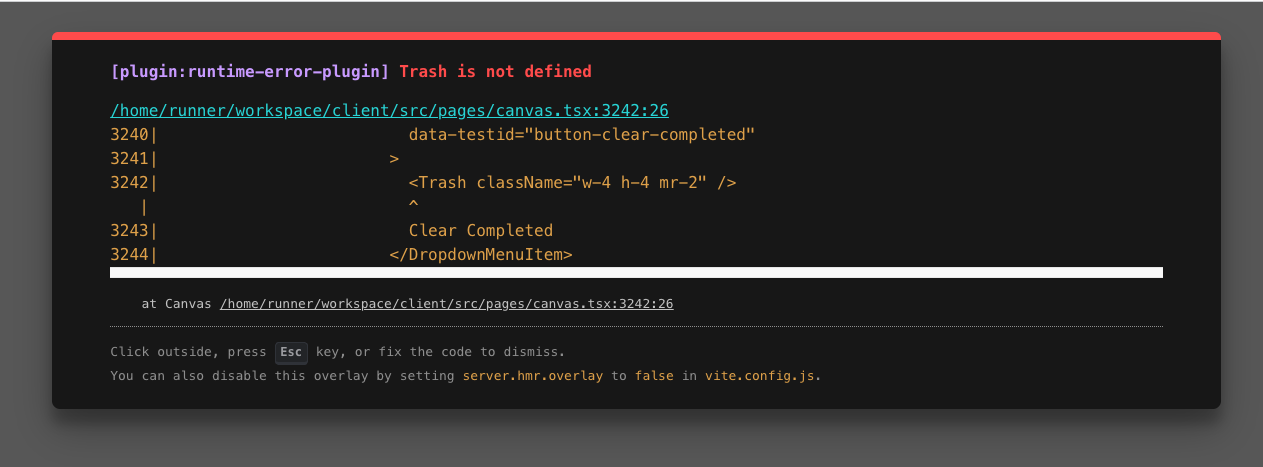 [plugin:runtime-error-plugin] Trash is not defined
/home/runner/workspace/client/src/pages/canvas.tsx:3242:26
3240|                          data-testid="button-clear-completed"
3241|                        >
3242|                          <Trash className="w-4 h-4 mr-2" />
   |                          ^
3243|                          Clear Completed
3244|                        </DropdownMenuItem>
at Canvas /home/runner/workspace/client/src/pages/canvas.tsx:3242:26
Click outside, press Esc key, or fix the code to dismiss.
You can also disable this overlay by setting server.hmr.overlay to false in vite.config.js.